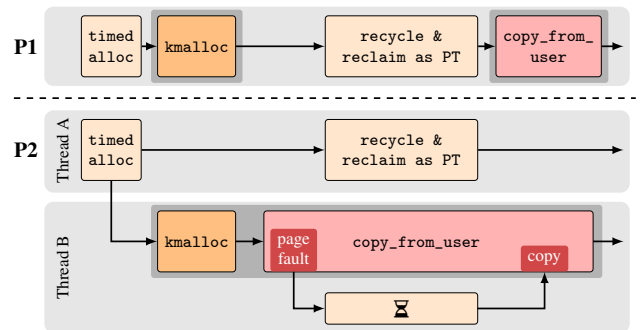 P1
timed
alloc
kmalloc
recycle &
reclaim as PT
copy_from_
user
P2
Thread A
timed
alloc
recycle &
reclaim as PT
Thread B
kmalloc
page
fault
copy_from_user
copy